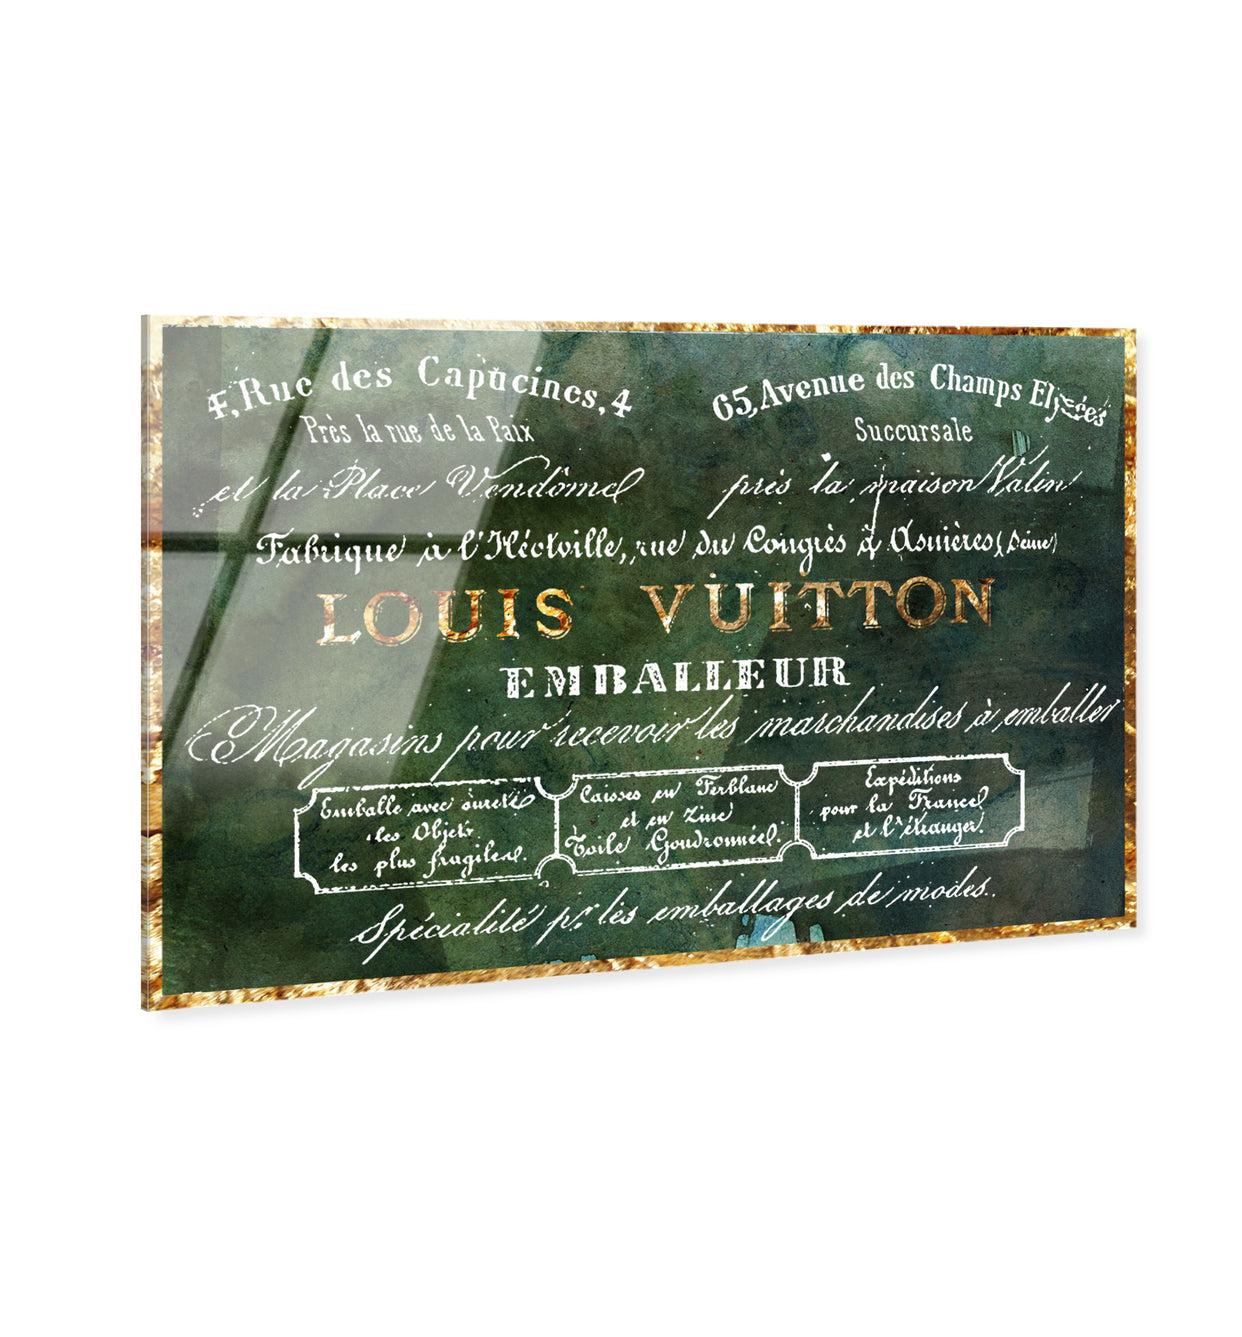 4, Rue des Capucines, 4
Près la rue de la Paix
et la Place Vendôme
65, Avenue des Champs Elysées
Succursale
près la maison Valin
Fabrique à l'Héctville, rue du Congrès à Asnières (Seine)
LOUIS VUITTON
EMBALLEUR
Magasins pour recevoir les marchandises à emballer
Emballe avec sureté
les Objets
les plus fragiles.
Caisses en Ferblanc
et en Zinc
Toile Goudronnée.
Expéditions
pour la France
et l'étranger.
Spécialité pr. les emballages de modes.